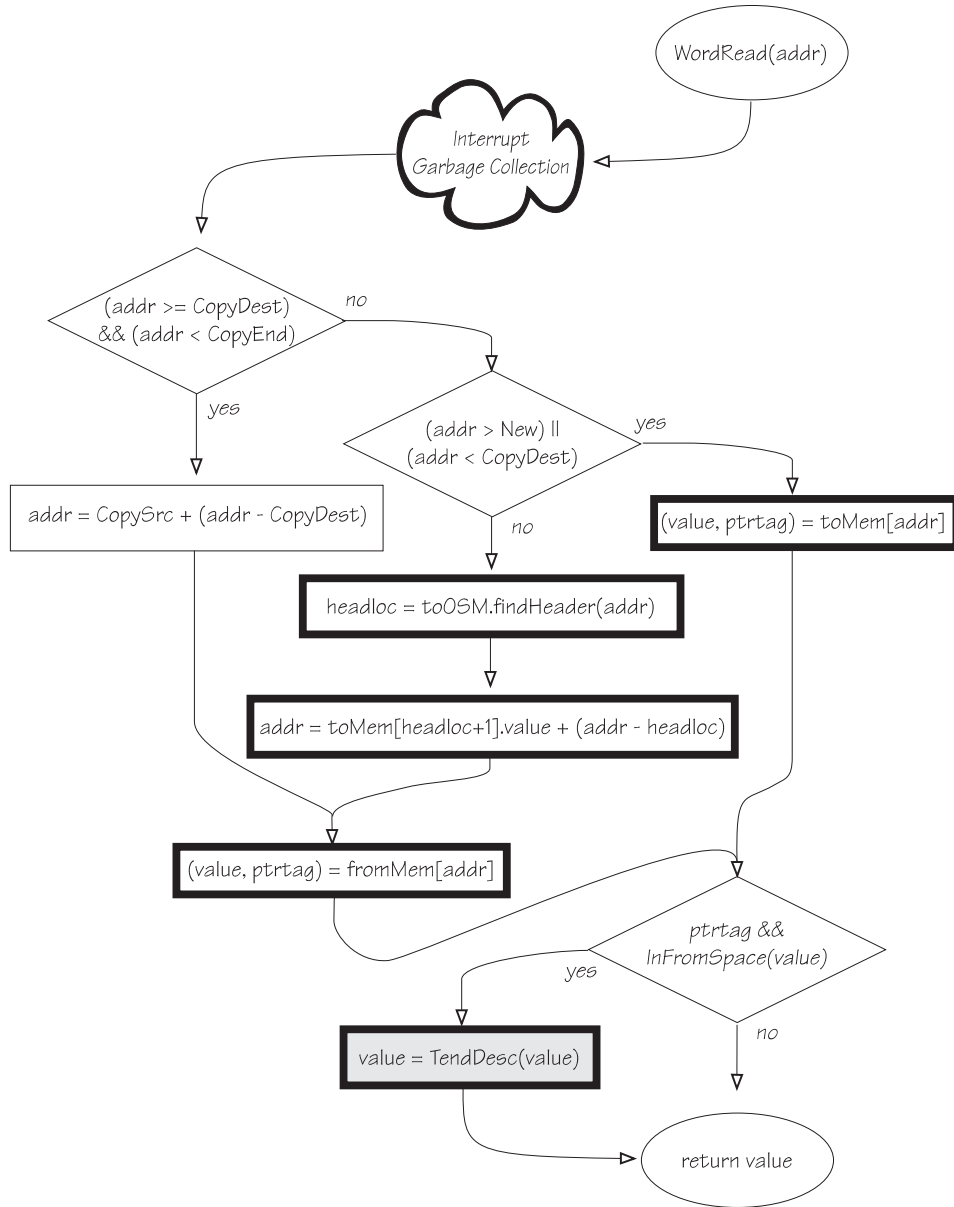 WordRead(addr)
Interrupt
Garbage Collection
(addr >= CopyDest)
&& (addr < CopyEnd)
no
yes
(addr > New) ||
(addr < CopyDest)
yes
no
addr = CopySrc + (addr - CopyDest)
(value, ptrtag) = toMem[addr]
headloc = toOSM.findHeader(addr)
addr = toMem[headloc+1].value + (addr - headloc)
(value, ptrtag) = fromMem[addr]
ptrtag &&
InFromSpace(value)
yes
no
value = TendDesc(value)
return value